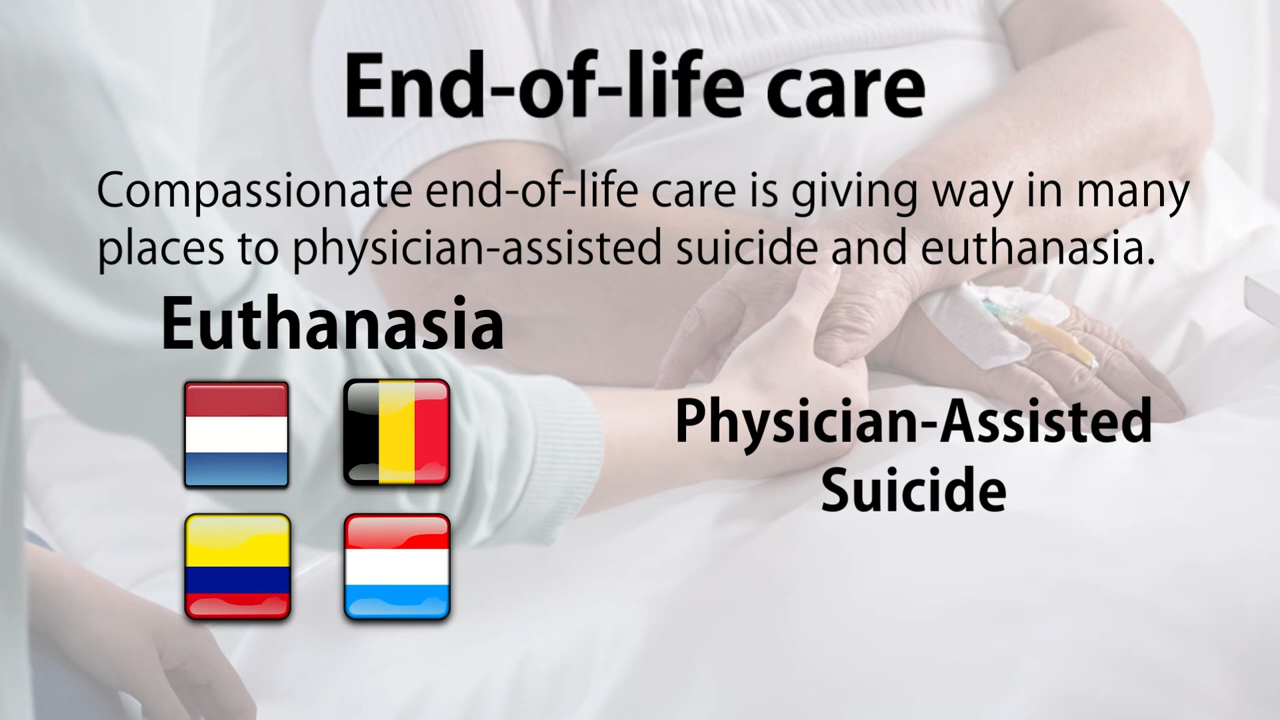 End-of-life care
Compassionate end-of-life care is giving way in many
places to physician-assisted suicide and euthanasia.
Euthanasia
Physician-Assisted
Suicide